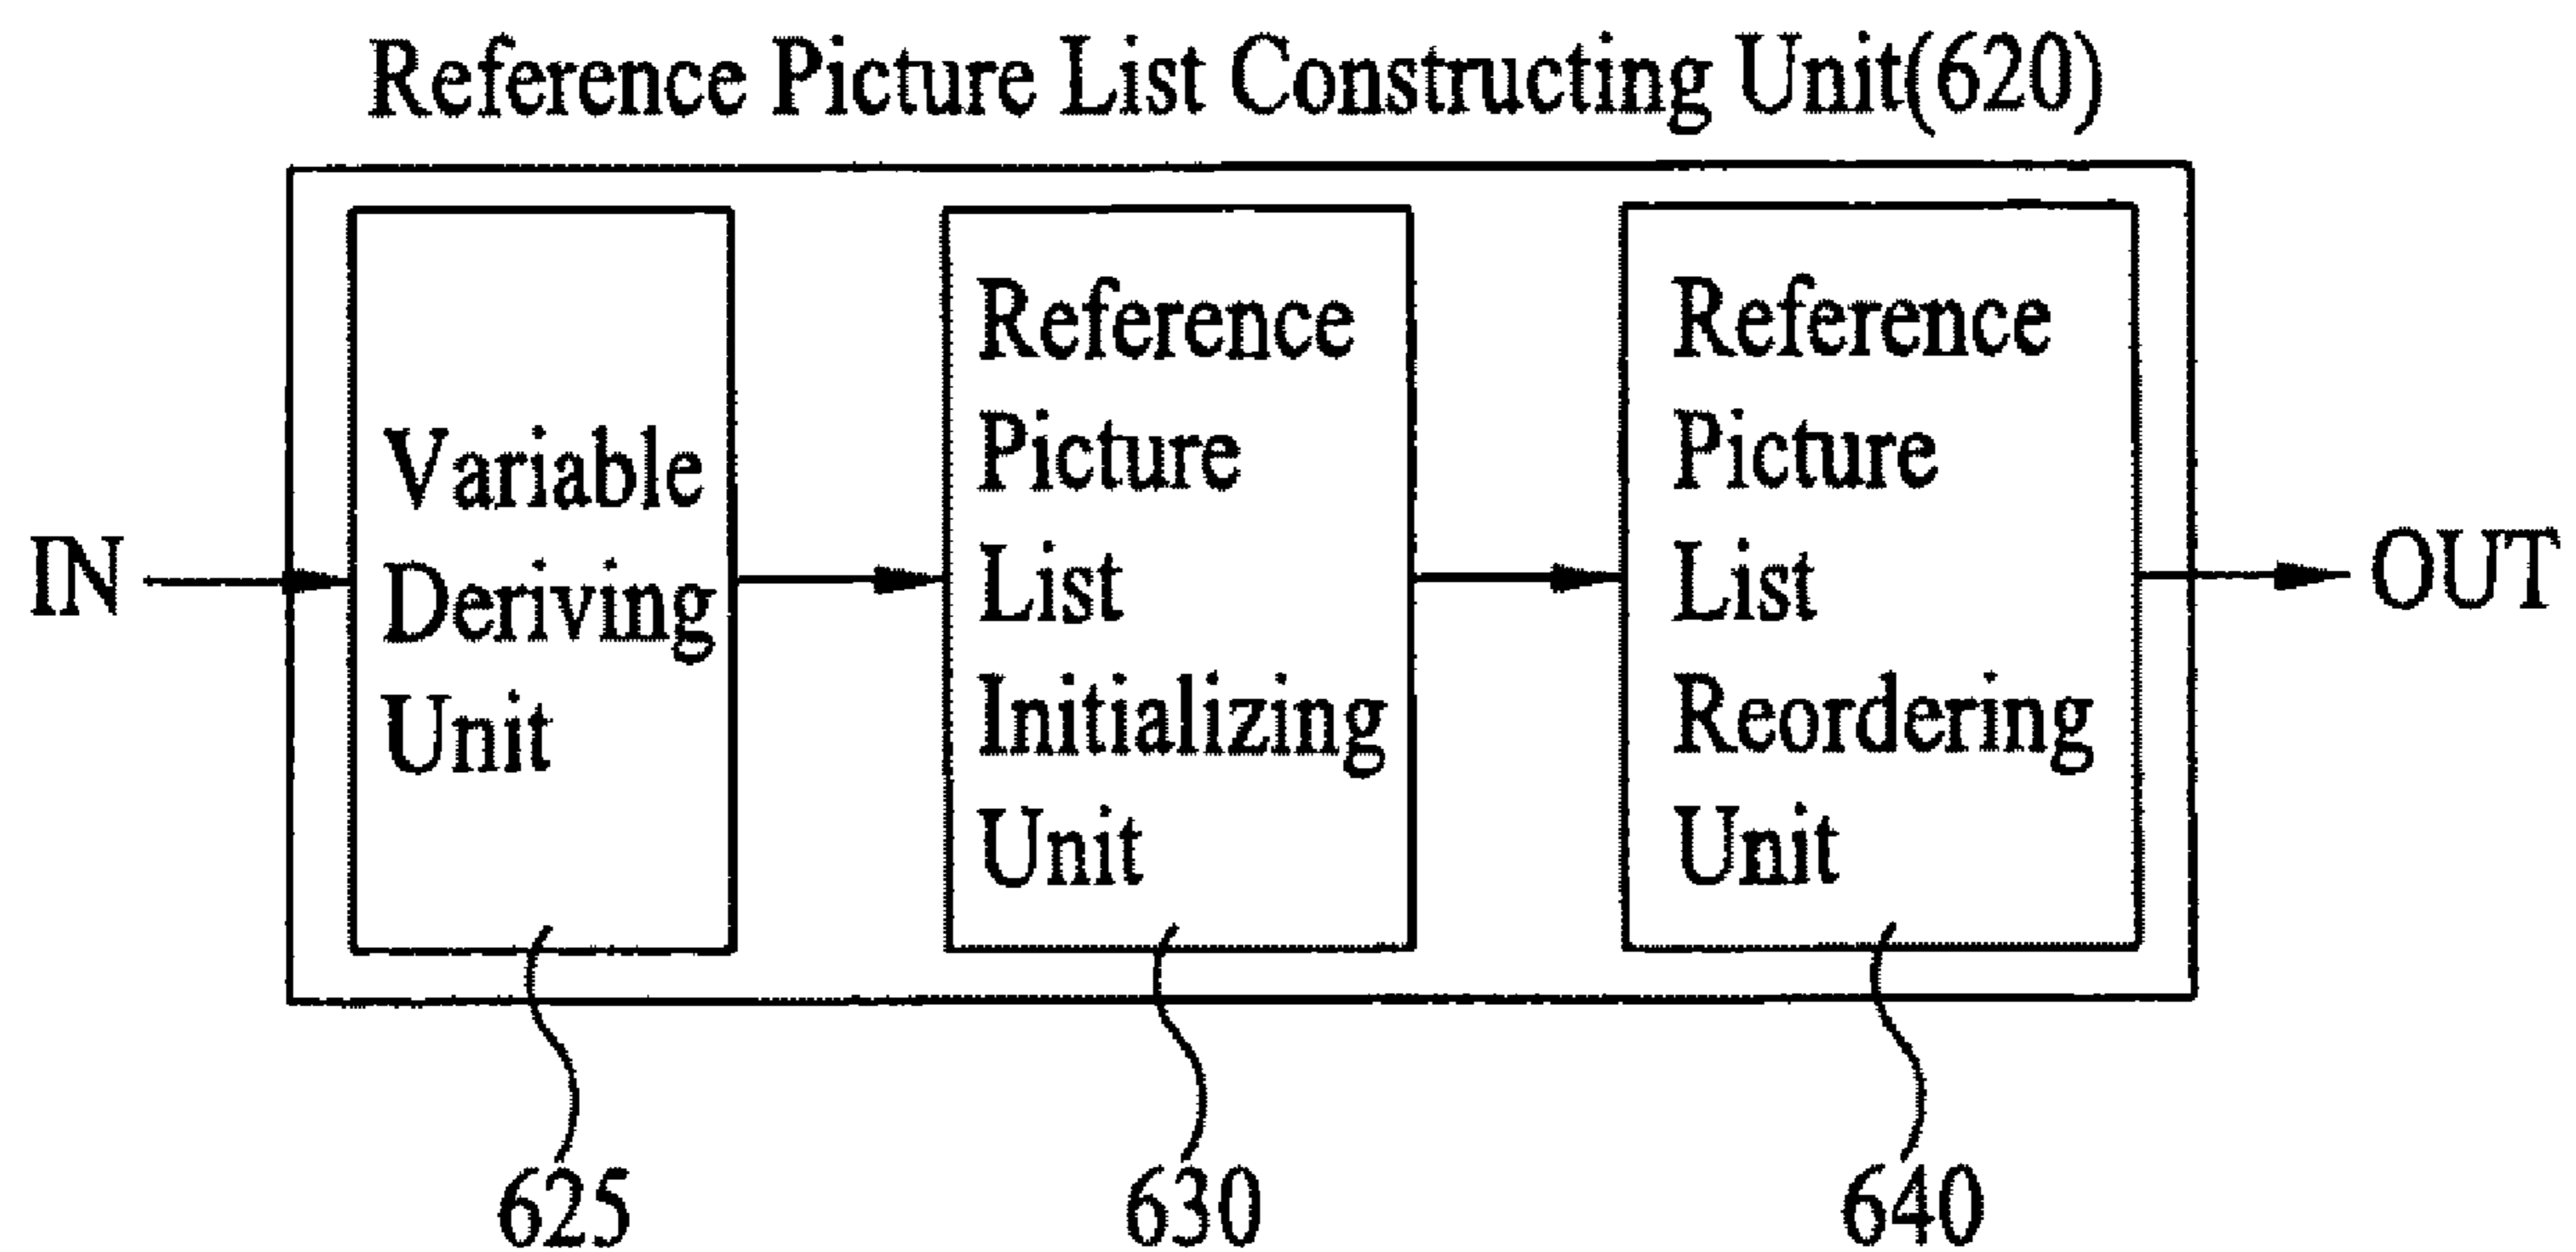 Reference Picture List Constructing Unit(620)
IN
Variable
Deriving
Unit
Reference
Picture
List
Initializing
Unit
Reference
Picture
List
Reordering
Unit
OUT
625
630
640